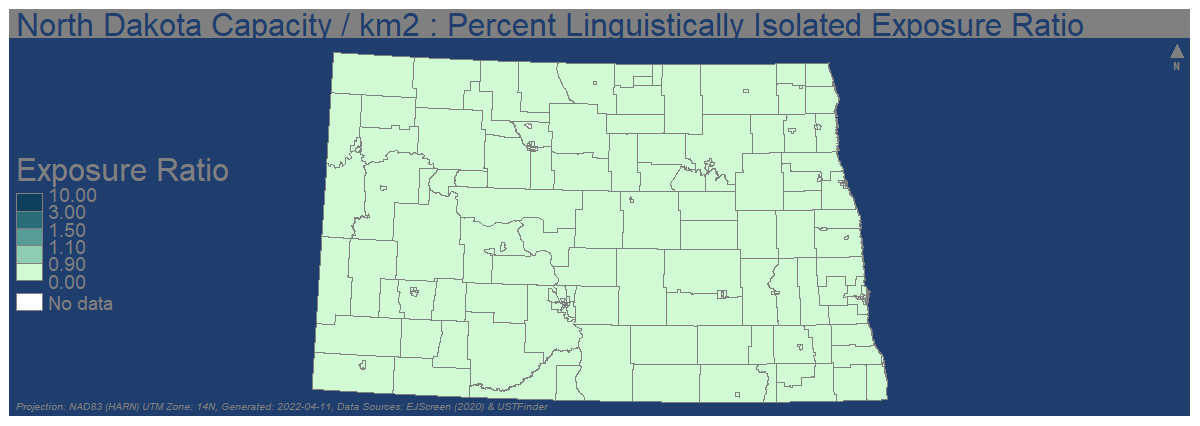 North Dakota Capacity / km2 : Percent Linguistically Isolated Exposure Ratio
N
Exposure Ratio
10.00
3.00
1.50
1.10
0.90
0.00
No data
Projection: NAD83 (HARN) UTM Zone: 14N, Generated: 2022-04-11, Data Sources: EJScreen (2020) & USTFinder